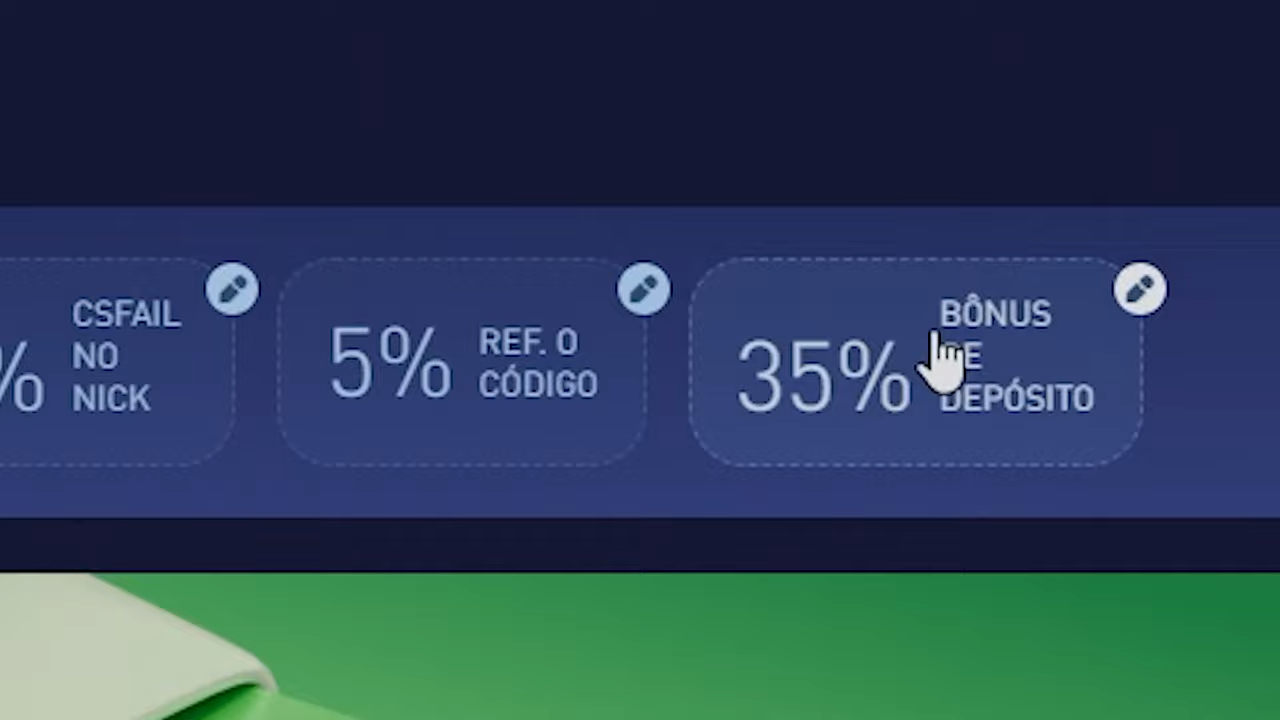 %
CSFAIL
NO
NICK
5%
REF. O
CÓDIGO
35%
BÔNUS
DEPÓSITO